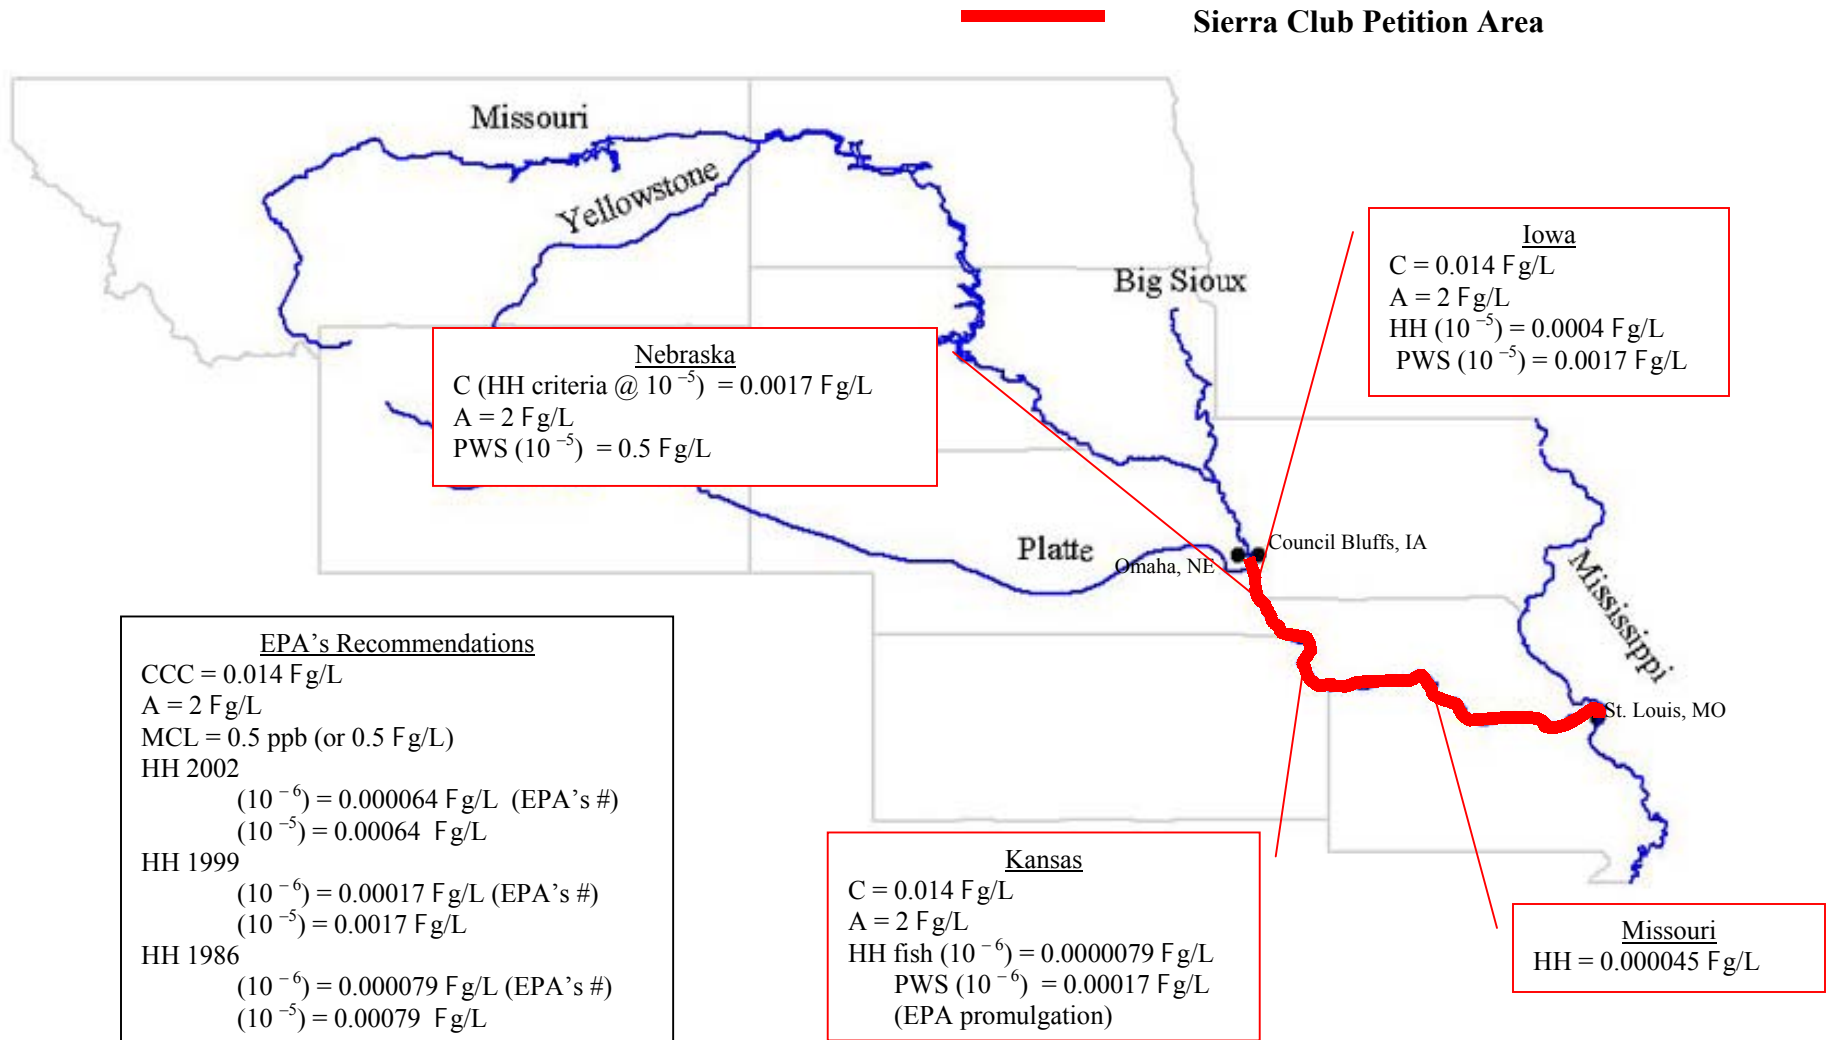 Sierra Club Petition Area
Missouri
Yellowstone
Big Sioux
Iowa
C = 0.014 Fg/L
A = 2 Fg/L
HH (10 –5) = 0.0004 Fg/L
PWS (10 –5) = 0.0017 Fg/L
Nebraska
C (HH criteria @ 10 –5) = 0.0017 Fg/L
A = 2 Fg/L
PWS (10 –5) = 0.5 Fg/L
Platte
Omaha, NE
Council Bluffs, IA
Mississippi
St. Louis, MO
EPA’s Recommendations
CCC = 0.014 Fg/L
A = 2 Fg/L
MCL = 0.5 ppb (or 0.5 Fg/L)
HH 2002
(10 – 6) = 0.000064 Fg/L (EPA’s #)
(10 –5) = 0.00064 Fg/L
HH 1999
(10 – 6) = 0.00017 Fg/L (EPA’s #)
(10 –5) = 0.0017 Fg/L
HH 1986
(10 – 6) = 0.000079 Fg/L (EPA’s #)
(10 –5) = 0.00079 Fg/L
Kansas
C = 0.014 Fg/L
A = 2 Fg/L
HH fish (10 – 6) = 0.0000079 Fg/L
PWS (10 – 6) = 0.00017 Fg/L
(EPA promulgation)
Missouri
HH = 0.000045 Fg/L